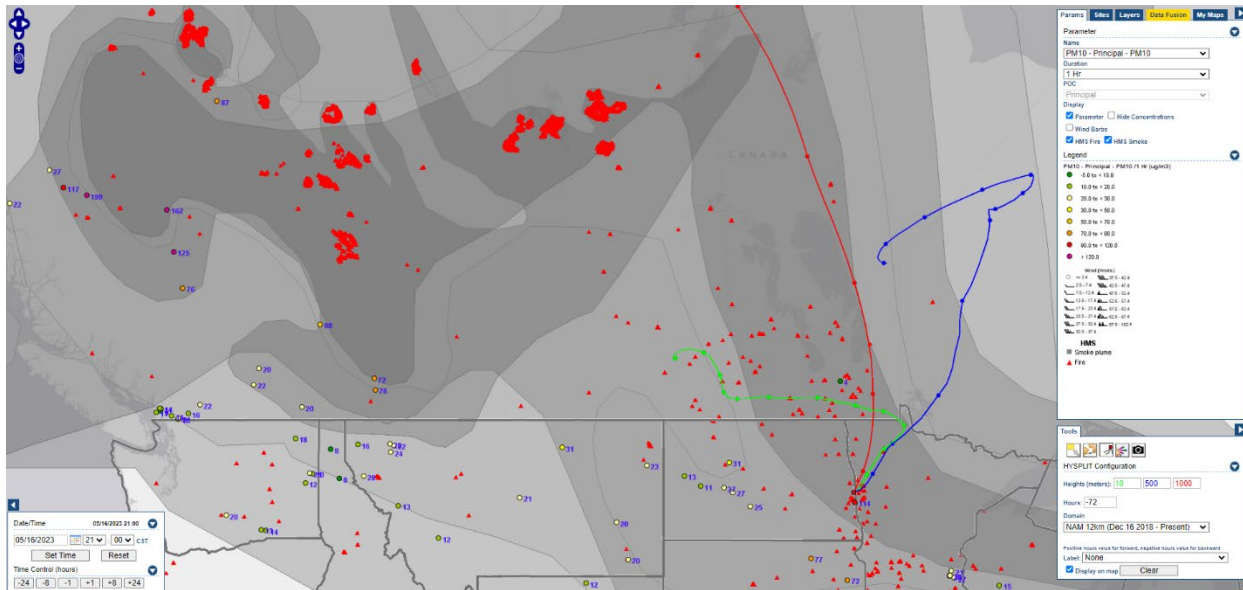 CANADA
87
27
117
199
22
162
125
76
68
29
22
72
78
20
22
16
4
18
16
22
24
8
8
20
12
13
31
23
13
11
31
27
27
25
114
21
20
20
14
12
20
12
77
72
15
Params Sites Layers Data Fusion My Maps
Parameter
Name
PM10 - Principal - PM10
Duration
1 Hr
POC
Principal
Display
Parameter Hide Concentrations
Wind Barbs
HMS Fire HMS Smoke
Legend
PM10 - Principal - PM10 /1 Hr (ug/m3)
-5.0 to < 10.0
10.0 to < 20.0
20.0 to < 30.0
30.0 to < 50.0
50.0 to < 70.0
70.0 to < 90.0
90.0 to < 120.0
> 120.0
HMS
Smoke plume
Fire
Tools
HYSPLIT Configuration
Heights (meters): 10 500 1000
Hours: -72
Domain
NAM 12km (Dec 16 2018 - Present)
Positive hours value for forward, negative hours value for backward
Label: None
Display on map Clear
Date/Time 05/16/2023 21:00
05/16/2023 21 00 CST
Set Time Reset
Time Control (hours)
-24 -8 -1 +1 +8 +24